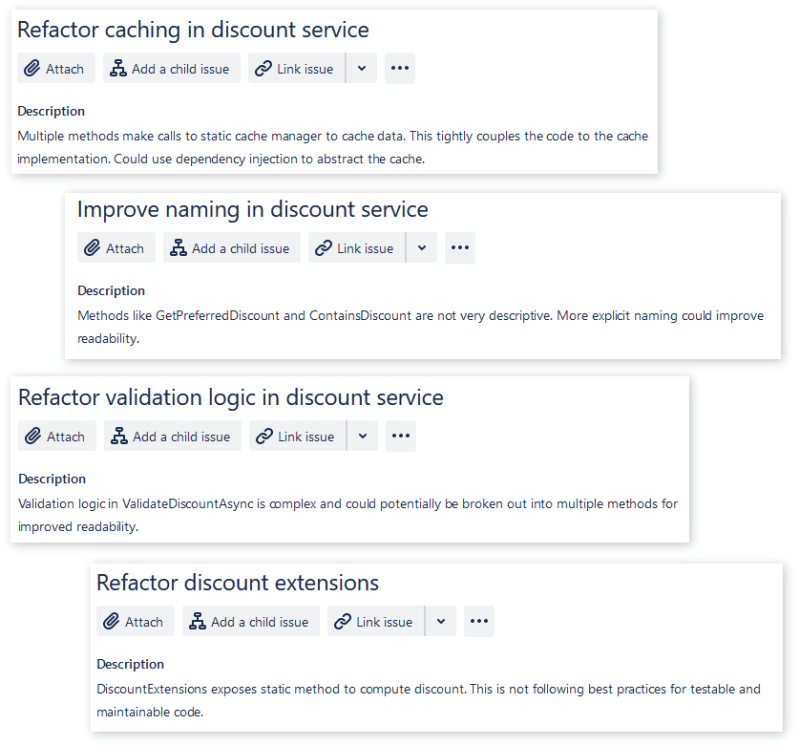 Refactor caching in discount service
Attach Add a child issue Link issue
Description
Multiple methods make calls to static cache manager to cache data. This tightly couples the code to the cache
implementation. Could use dependency injection to abstract the cache.
Improve naming in discount service
Attach Add a child issue Link issue
Description
Methods like GetPreferredDiscount and ContainsDiscount are not very descriptive. More explicit naming could improve
readability.
Refactor validation logic in discount service
Attach Add a child issue Link issue
Description
Validation logic in ValidateDiscountAsync is complex and could potentially be broken out into multiple methods for
improved readability.
Refactor discount extensions
Attach Add a child issue Link issue
Description
DiscountExtensions exposes static method to compute discount. This is not following best practices for testable and
maintainable code.